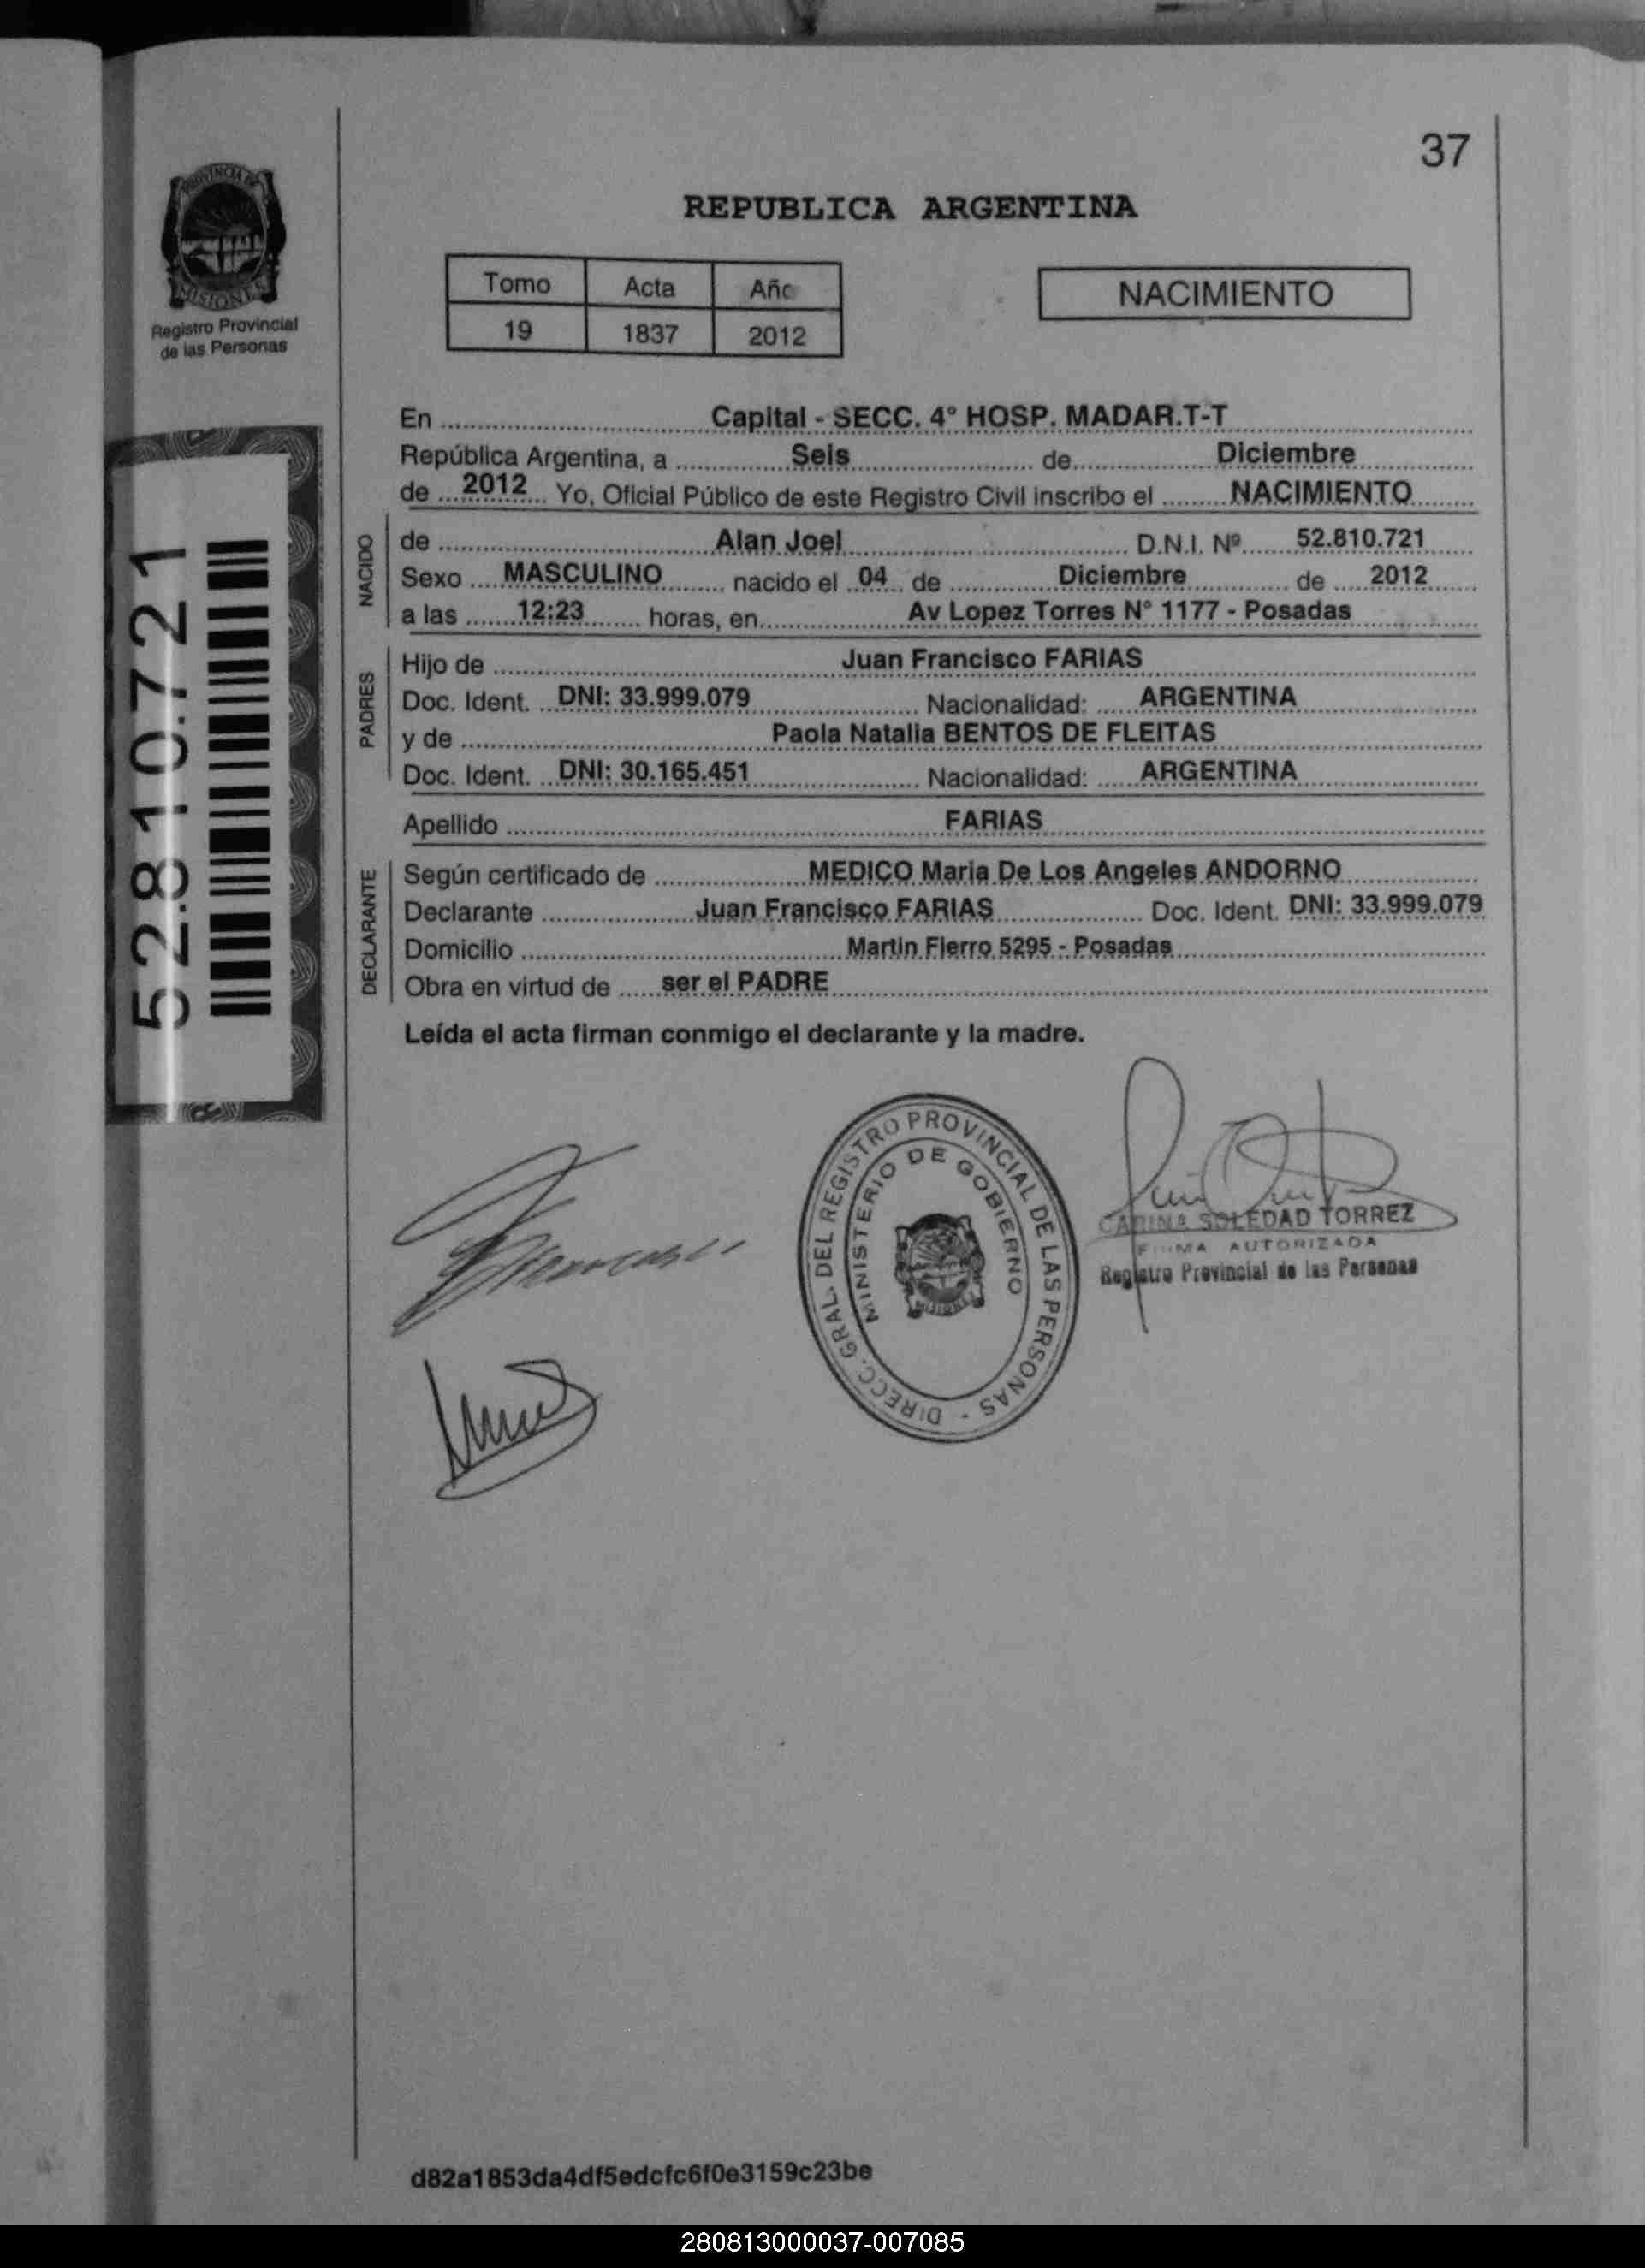 37
PROVINCIA DE
MISIONES
Registro Provincial
de las Personas
REPUBLICA ARGENTINA
Tomo Acta Año
19 1837 2012
NACIMIENTO
52.810.721
En Capital - SECC. 4° HOSP. MADAR.T-T
República Argentina, a Seis de Diciembre
de 2012 Yo, Oficial Público de este Registro Civil inscribo el NACIMIENTO
NACIDO
de Alan Joel D.N.I. Nº 52.810.721
Sexo MASCULINO nacido el 04 de Diciembre de 2012
a las 12:23 horas, en Av Lopez Torres N° 1177 - Posadas
PADRES
Hijo de Juan Francisco FARIAS
Doc. Ident. DNI: 33.999.079 Nacionalidad: ARGENTINA
y de Paola Natalia BENTOS DE FLEITAS
Doc. Ident. DNI: 30.165.451 Nacionalidad: ARGENTINA
Apellido FARIAS
DECLARANTE
Según certificado de MEDICO Maria De Los Angeles ANDORNO
Declarante Juan Francisco FARIAS Doc. Ident. DNI: 33.999.079
Domicilio Martin Fierro 5295 - Posadas
Obra en virtud de ser el PADRE
Leída el acta firman conmigo el declarante y la madre.
DIRECC. GRAL. DEL REGISTRO PROVINCIAL DE LAS PERSONAS -
MINISTERIO DE GOBIERNO
MISIONES
CARINA SOLEDAD TORREZ
FIRMA AUTORIZADA
Registro Provincial de las Personas
d82a1853da4df5edcfc6f0e3159c23be
280813000037-007085